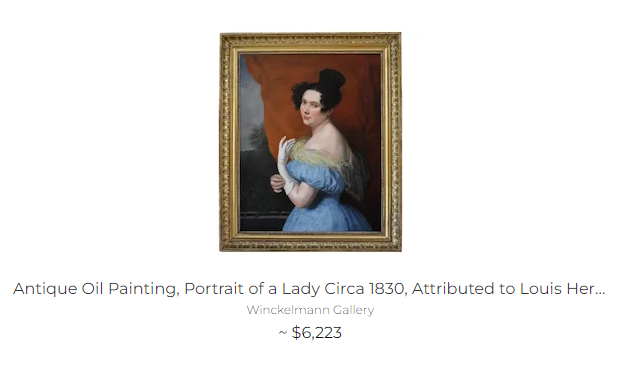 Antique Oil Painting, Portrait of a Lady Circa 1830, Attributed to Louis Her...
Winckelmann Gallery
~ $6,223